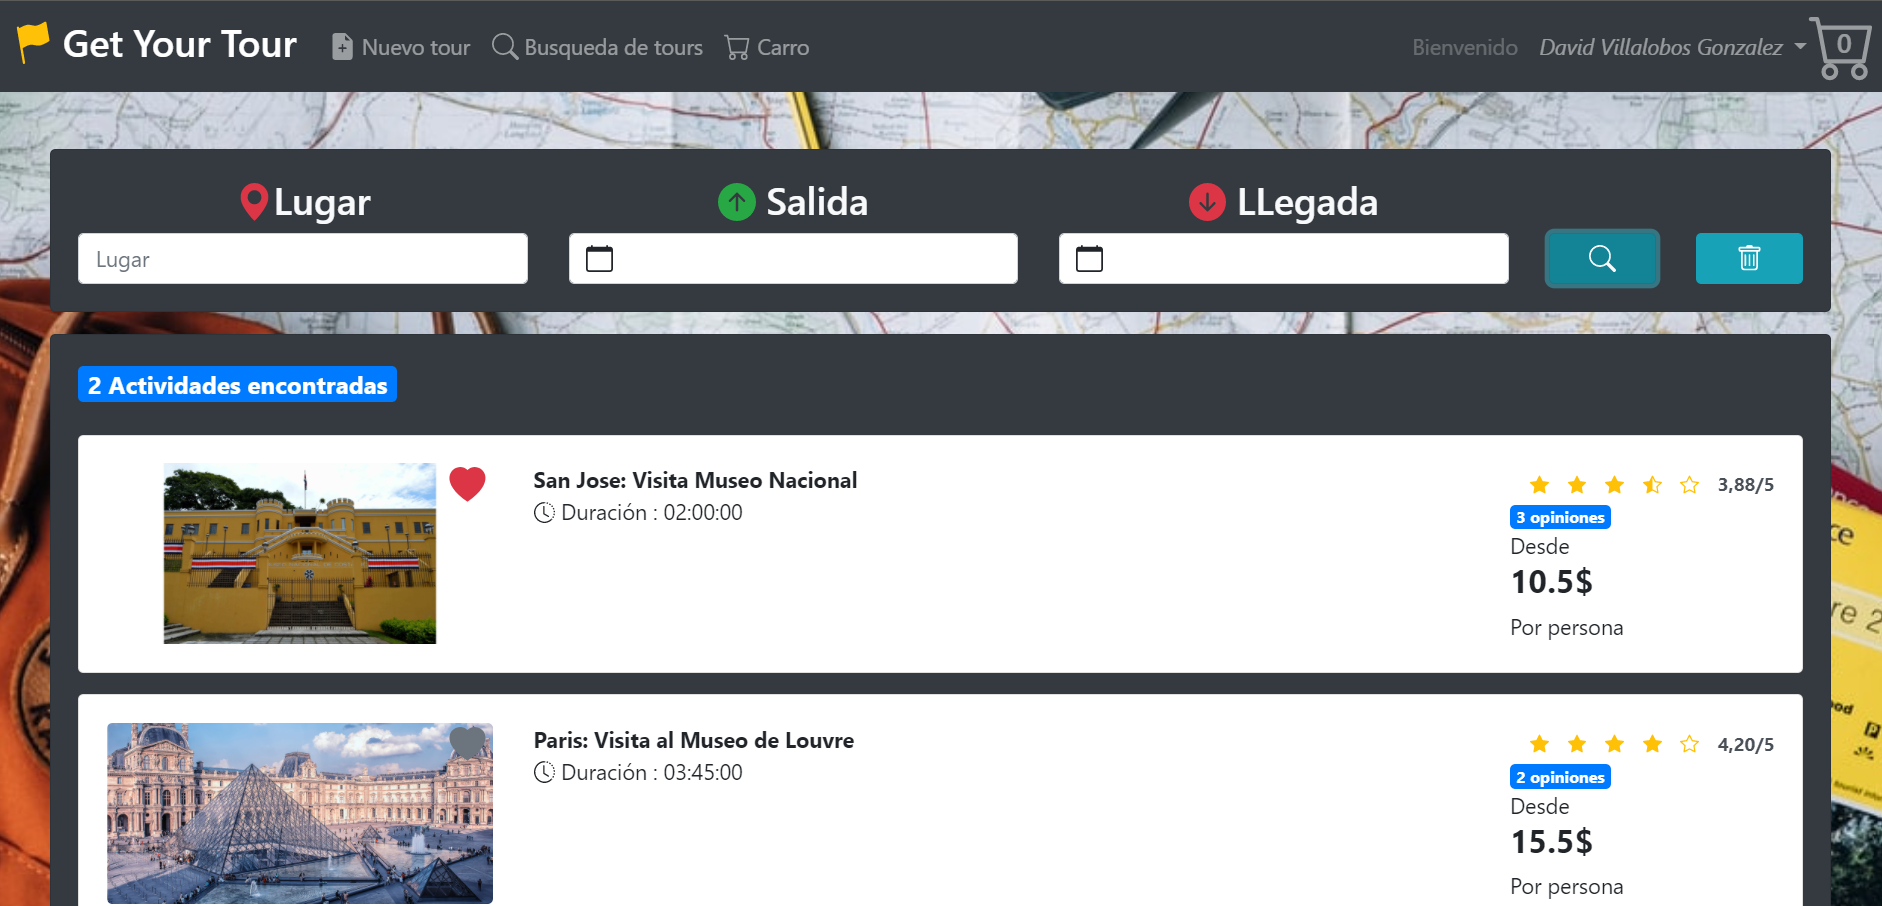 Get Your Tour
Nuevo tour
Busqueda de tours
Carro
Bienvenido
David Villalobos Gonzalez
0
Lugar
Salida
LLegada
Lugar
2 Actividades encontradas
San Jose: Visita Museo Nacional
Duración : 02:00:00
3,88/5
3 opiniones
Desde
10.5$
Por persona
Paris: Visita al Museo de Louvre
Duración : 03:45:00
4,20/5
2 opiniones
Desde
15.5$
Por persona